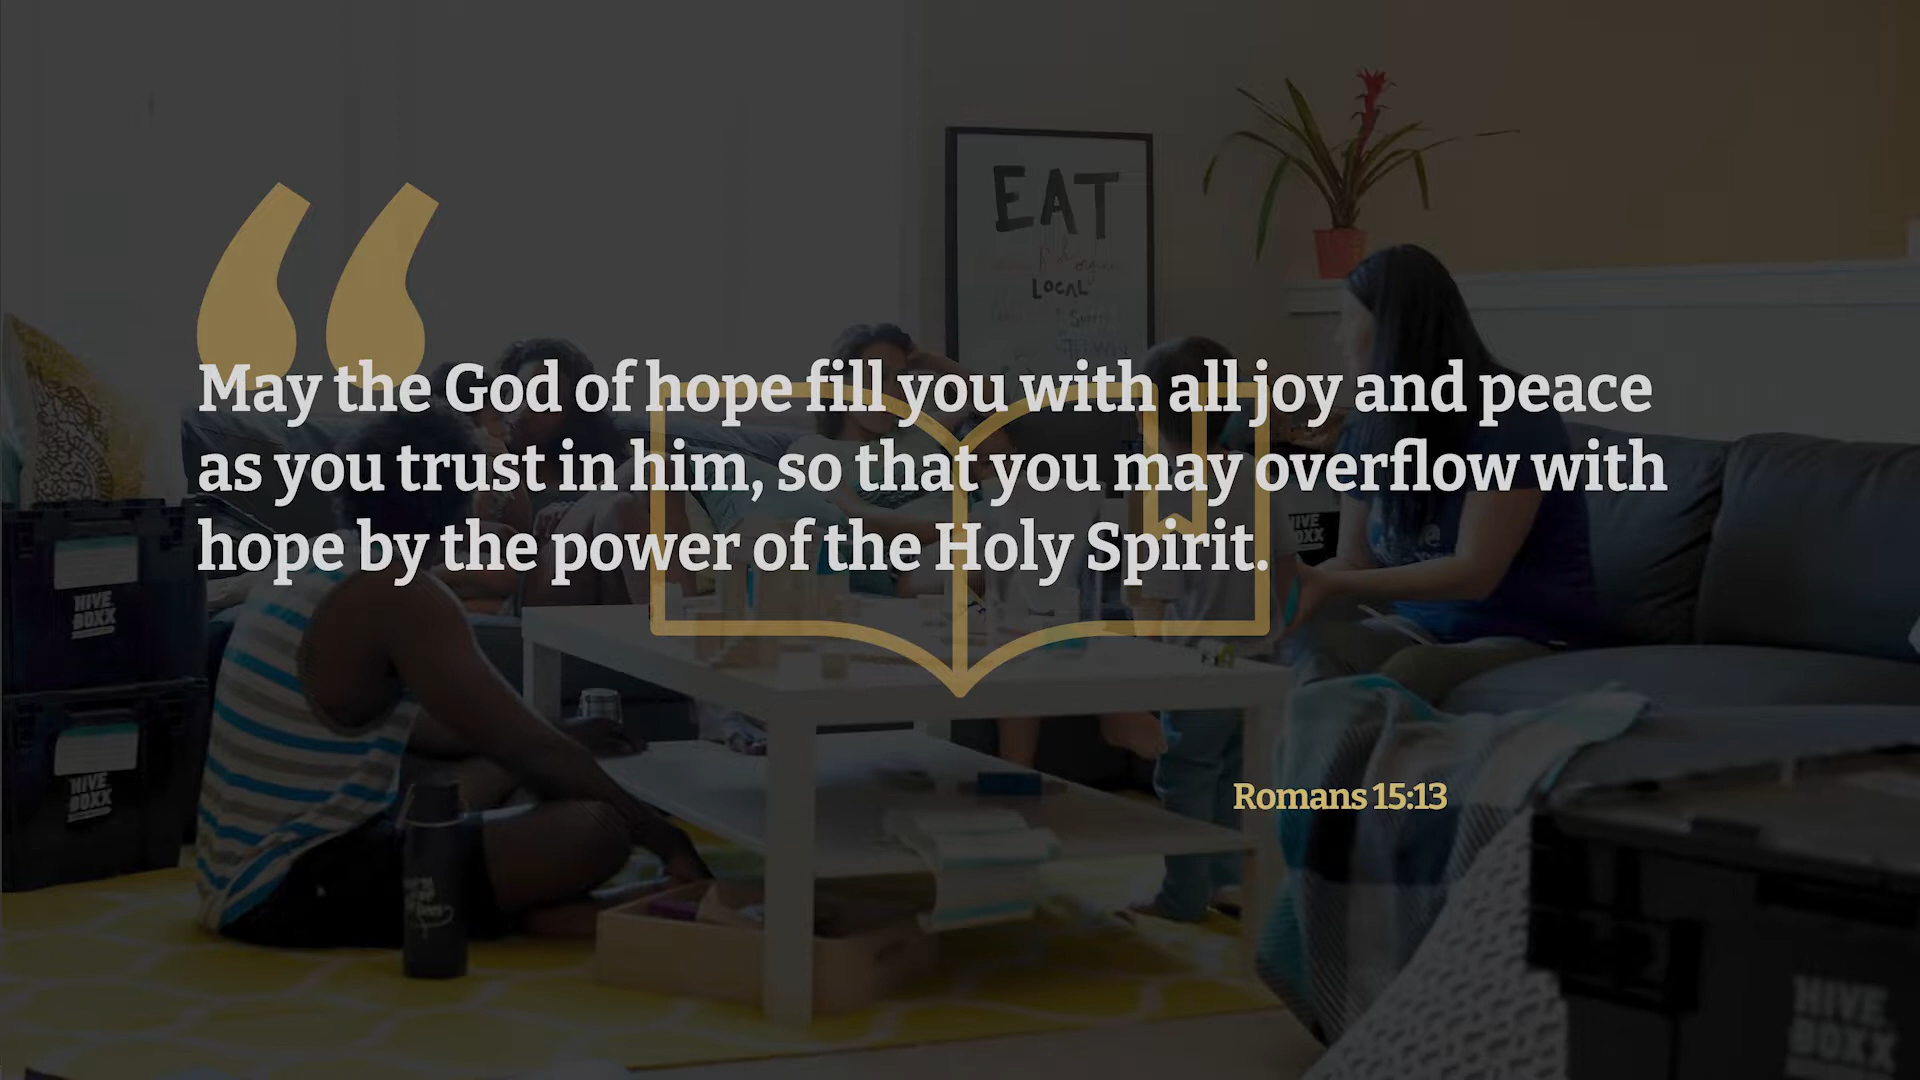 EAT
LOCAL
May the God of hope fill you with all joy and peace
as you trust in him, so that you may overflow with
hope by the power of the Holy Spirit.
HIVE
BOXX
HIVE
BOXX
Romans 15:13
HIVE
BOXX